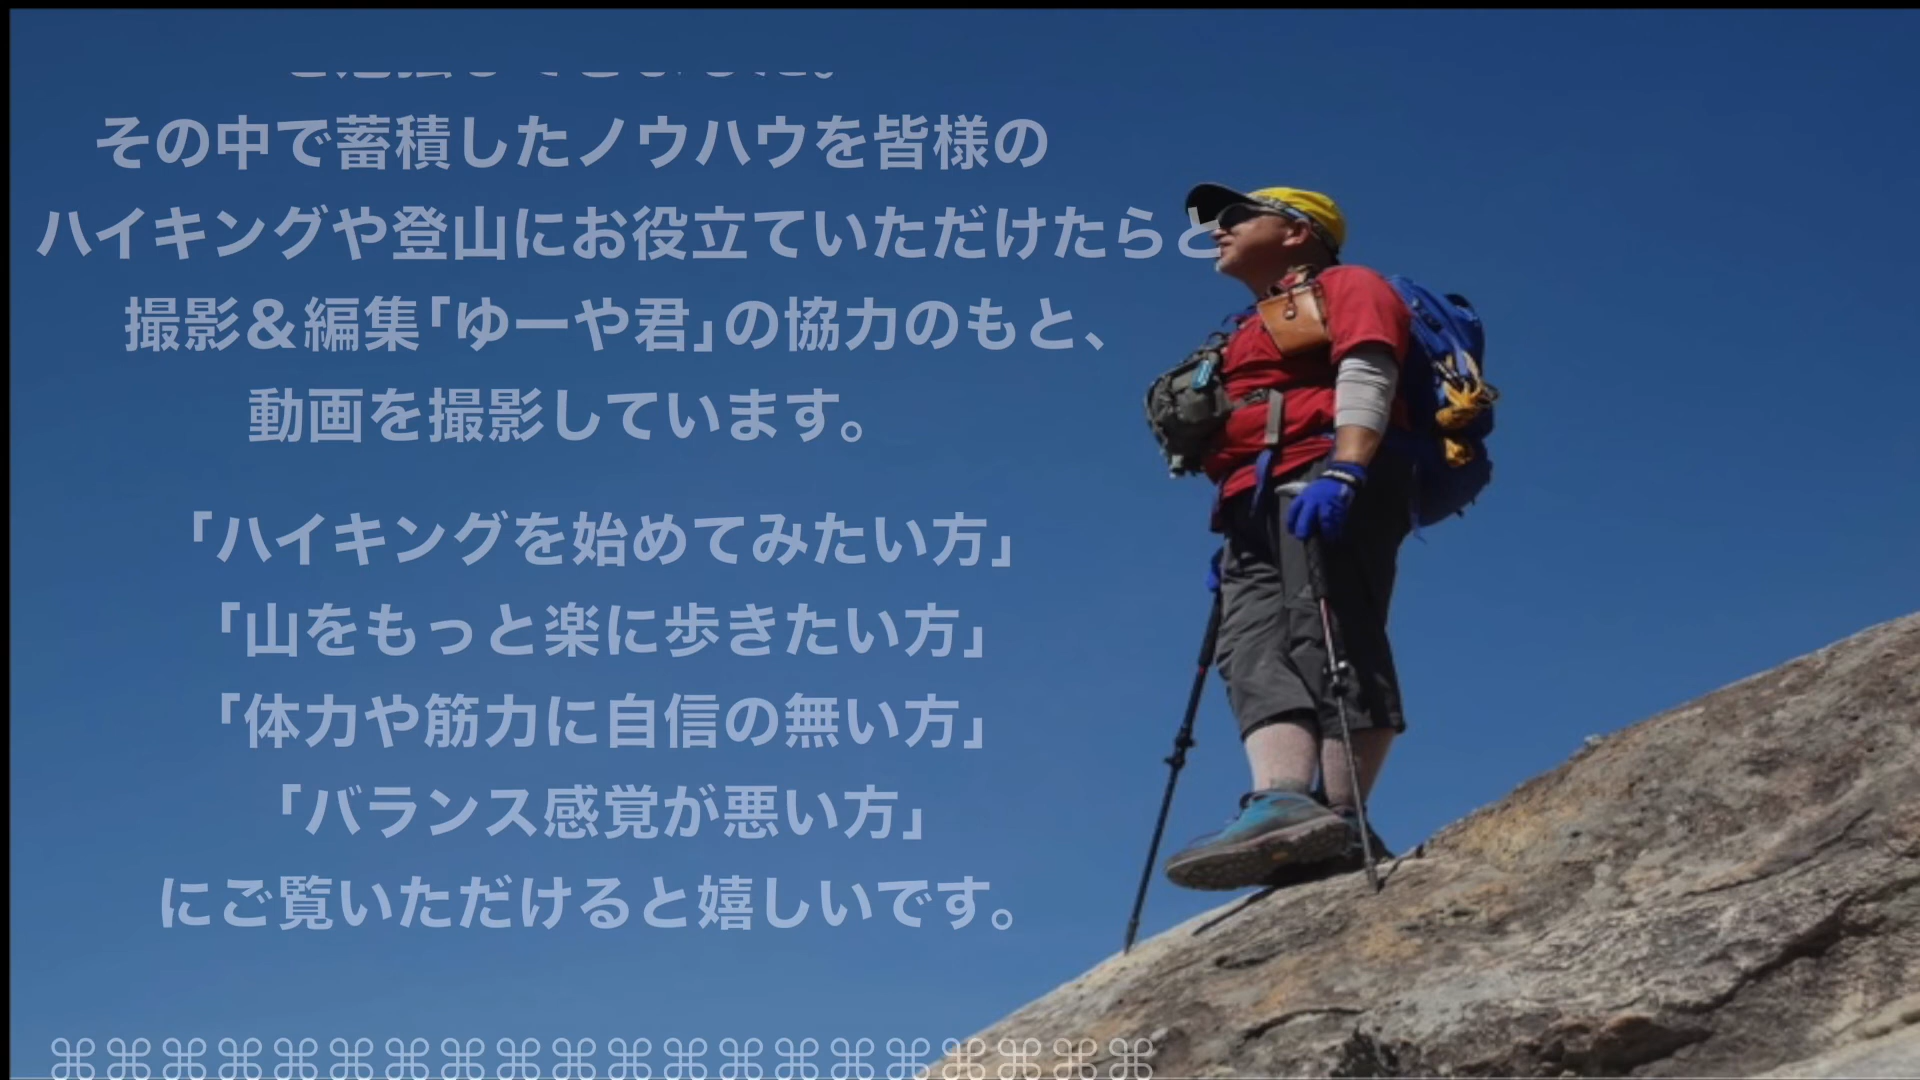 その中で蓄積したノウハウを皆様の
ハイキングや登山にお役立ていただけたらと
撮影＆編集「ゆーや君」の協力のもと、
動画を撮影しています。
「ハイキングを始めてみたい方」
「山をもっと楽に歩きたい方」
「体力や筋力に自信の無い方」
「バランス感覚が悪い方」
にご覧いただけると嬉しいです。
⌘⌘⌘⌘⌘⌘⌘⌘⌘⌘⌘⌘⌘⌘⌘⌘⌘⌘⌘⌘